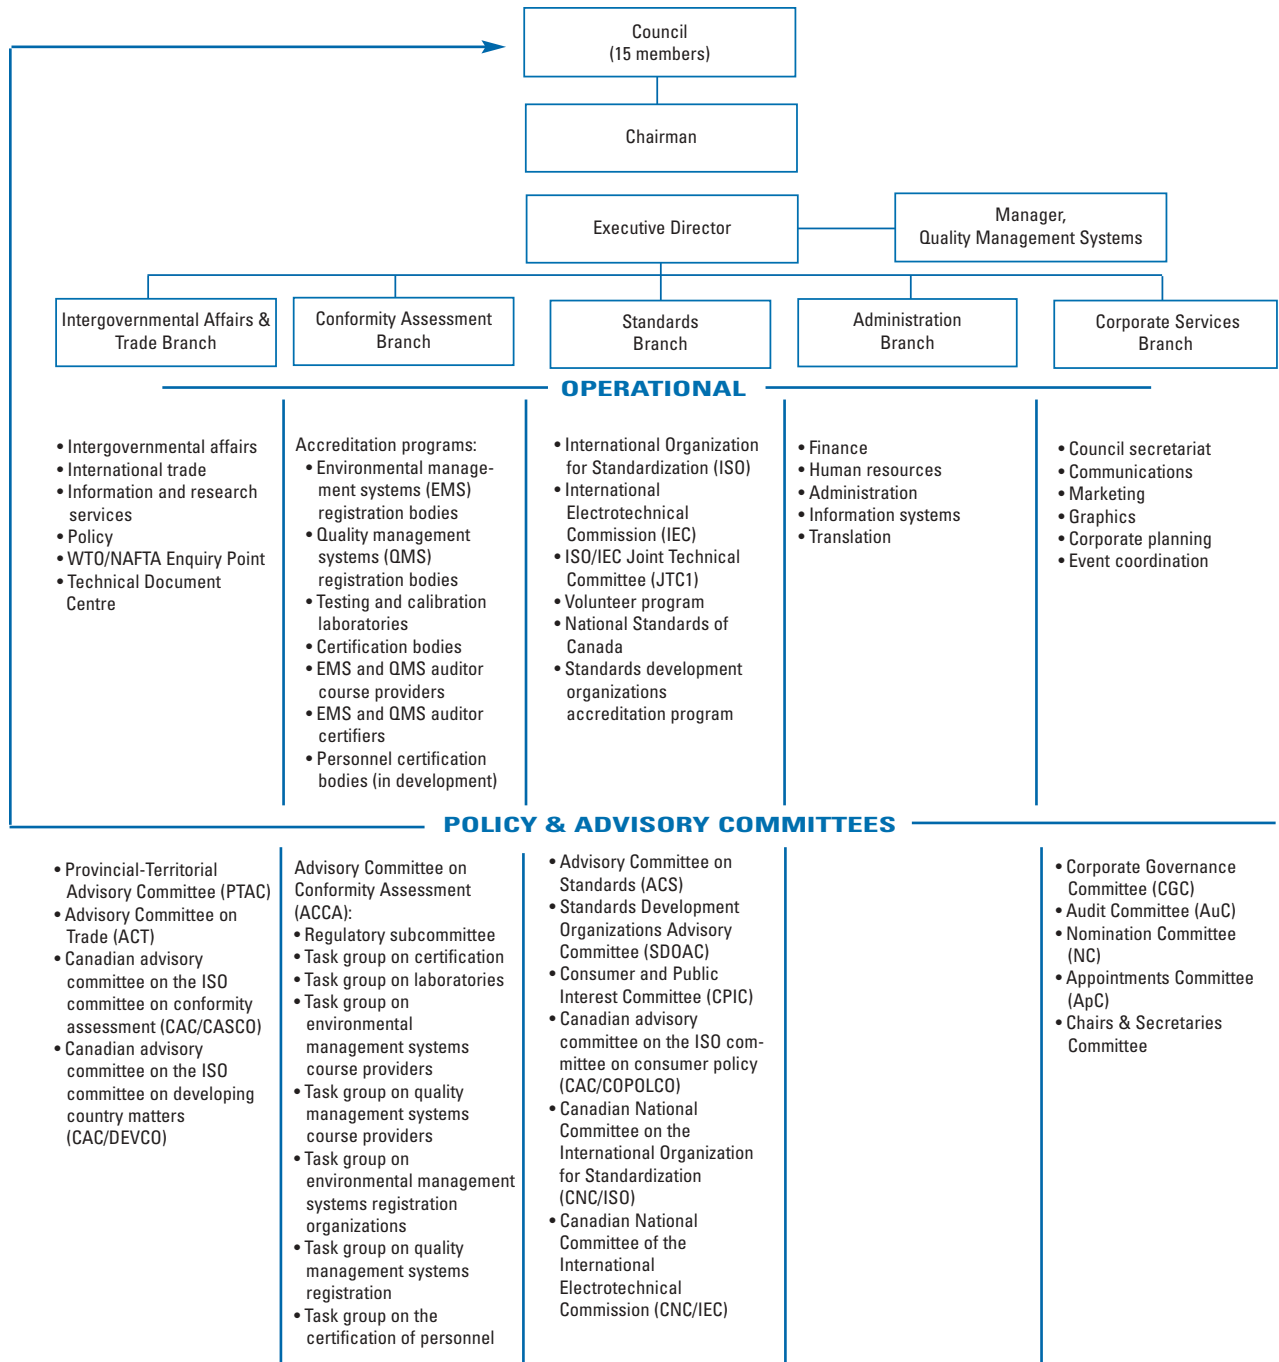 Council
(15 members)
Chairman
Executive Director
Manager,
Quality Management Systems
Intergovernmental Affairs &
Trade Branch
Conformity Assessment
Branch
Standards
Branch
Administration
Branch
Corporate Services
Branch
OPERATIONAL
• Intergovernmental affairs
• International trade
• Information and research
services
• Policy
• WTO/NAFTA Enquiry Point
• Technical Document
Centre
Accreditation programs:
• Environmental manage-
ment systems (EMS)
registration bodies
• Quality management
systems (QMS)
registration bodies
• Testing and calibration
laboratories
• Certification bodies
• EMS and QMS auditor
course providers
• EMS and QMS auditor
certifiers
• Personnel certification
bodies (in development)
• International Organization
for Standardization (ISO)
• International
Electrotechnical
Commission (IEC)
• ISO/IEC Joint Technical
Committee (JTC1)
• Volunteer program
• National Standards of
Canada
• Standards development
organizations
accreditation program
• Finance
• Human resources
• Administration
• Information systems
• Translation
• Council secretariat
• Communications
• Marketing
• Graphics
• Corporate planning
• Event coordination
POLICY & ADVISORY COMMITTEES
• Provincial-Territorial
Advisory Committee (PTAC)
• Advisory Committee on
Trade (ACT)
• Canadian advisory
committee on the ISO
committee on conformity
assessment (CAC/CASCO)
• Canadian advisory
committee on the ISO
committee on developing
country matters
(CAC/DEVCO)
Advisory Committee on
Conformity Assessment
(ACCA):
• Regulatory subcommittee
• Task group on certification
• Task group on laboratories
• Task group on
environmental
management systems
course providers
• Task group on quality
management systems
course providers
• Task group on
environmental management
systems registration
organizations
• Task group on quality
management systems
registration
• Task group on the
certification of personnel
• Advisory Committee on
Standards (ACS)
• Standards Development
Organizations Advisory
Committee (SDOAC)
• Consumer and Public
Interest Committee (CPIC)
• Canadian advisory
committee on the ISO com-
mittee on consumer policy
(CAC/COPOLCO)
• Canadian National
Committee on the
International Organization
for Standardization
(CNC/ISO)
• Canadian National
Committee of the
International
Electrotechnical
Commission (CNC/IEC)
• Corporate Governance
Committee (CGC)
• Audit Committee (AuC)
• Nomination Committee
(NC)
• Appointments Committee
(ApC)
• Chairs & Secretaries
Committee